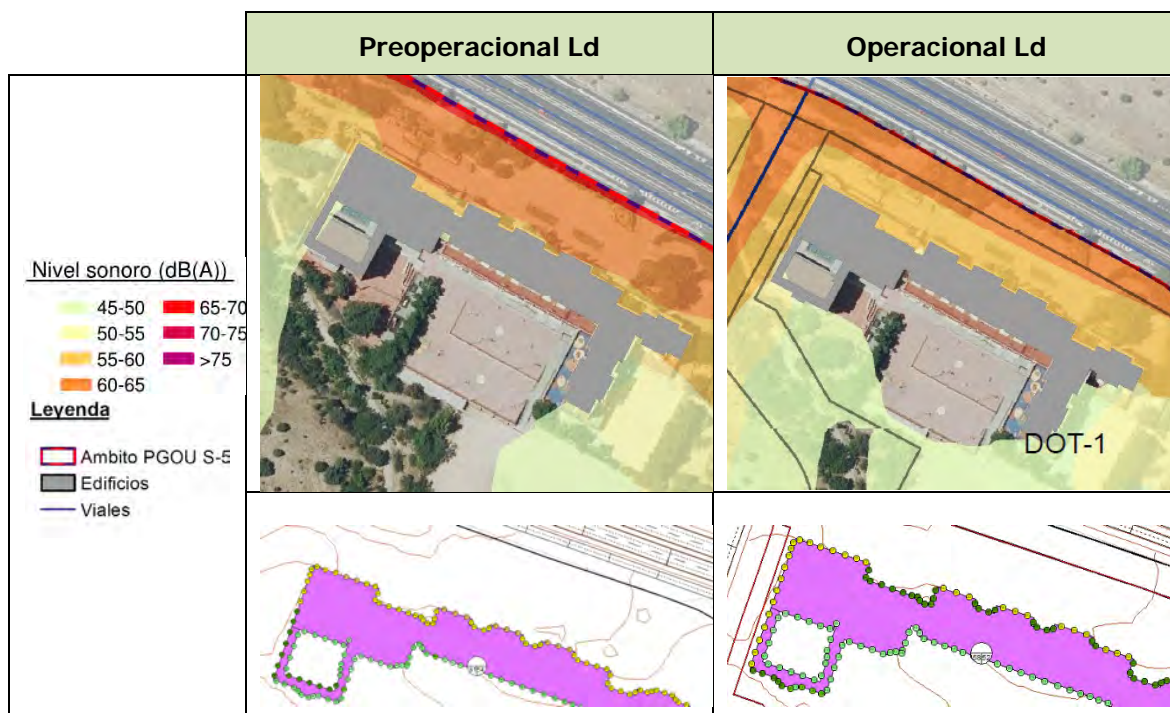 Preoperacional Ld
Operacional Ld
Nivel sonoro (dB(A))
45-50
65-70
50-55
70-75
55-60
>75
60-65
Leyenda
Ambito PGOU S-5
Edificios
Viales
DOT-1